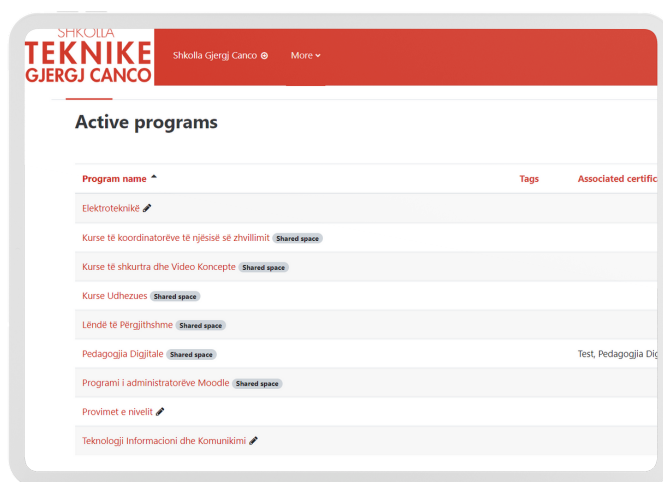 SHKOLLA
TEKNIKE
GJERGJ CANCO
Shkolla Gjergj Canco
More
Active programs
Program name Tags Associated certific
Elektroteknikë
Kurse të koordinatorëve të njësisë së zhvillimit Shared space
Kurse të shkurtra dhe Video Koncepte Shared space
Kurse Udhezues Shared space
Lëndë të Përgjithshme Shared space
Pedagogjia Digjitale Shared space Test, Pedagogjia Dig
Programi i administratorëve Moodle Shared space
Provimet e nivelit
Teknologji Informacioni dhe Komunikimi